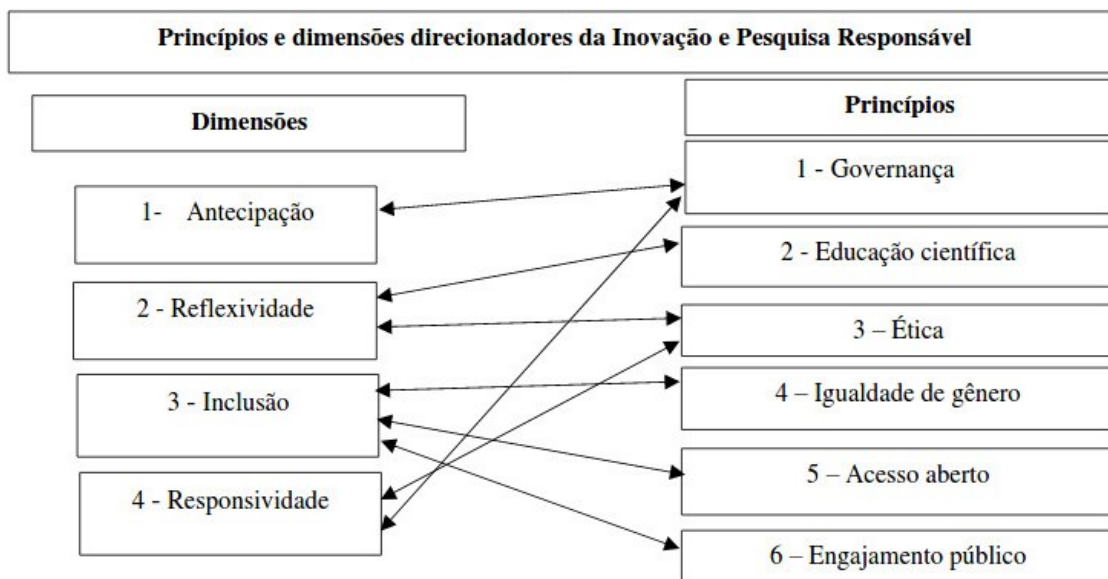 Princípios e dimensões direcionadores da Inovação e Pesquisa Responsável
Dimensões
1- Antecipação
2 - Reflexividade
3 - Inclusão
4 - Responsividade
Princípios
1 - Governança
2 - Educação científica
3 – Ética
4 – Igualdade de gênero
5 – Acesso aberto
6 – Engajamento público